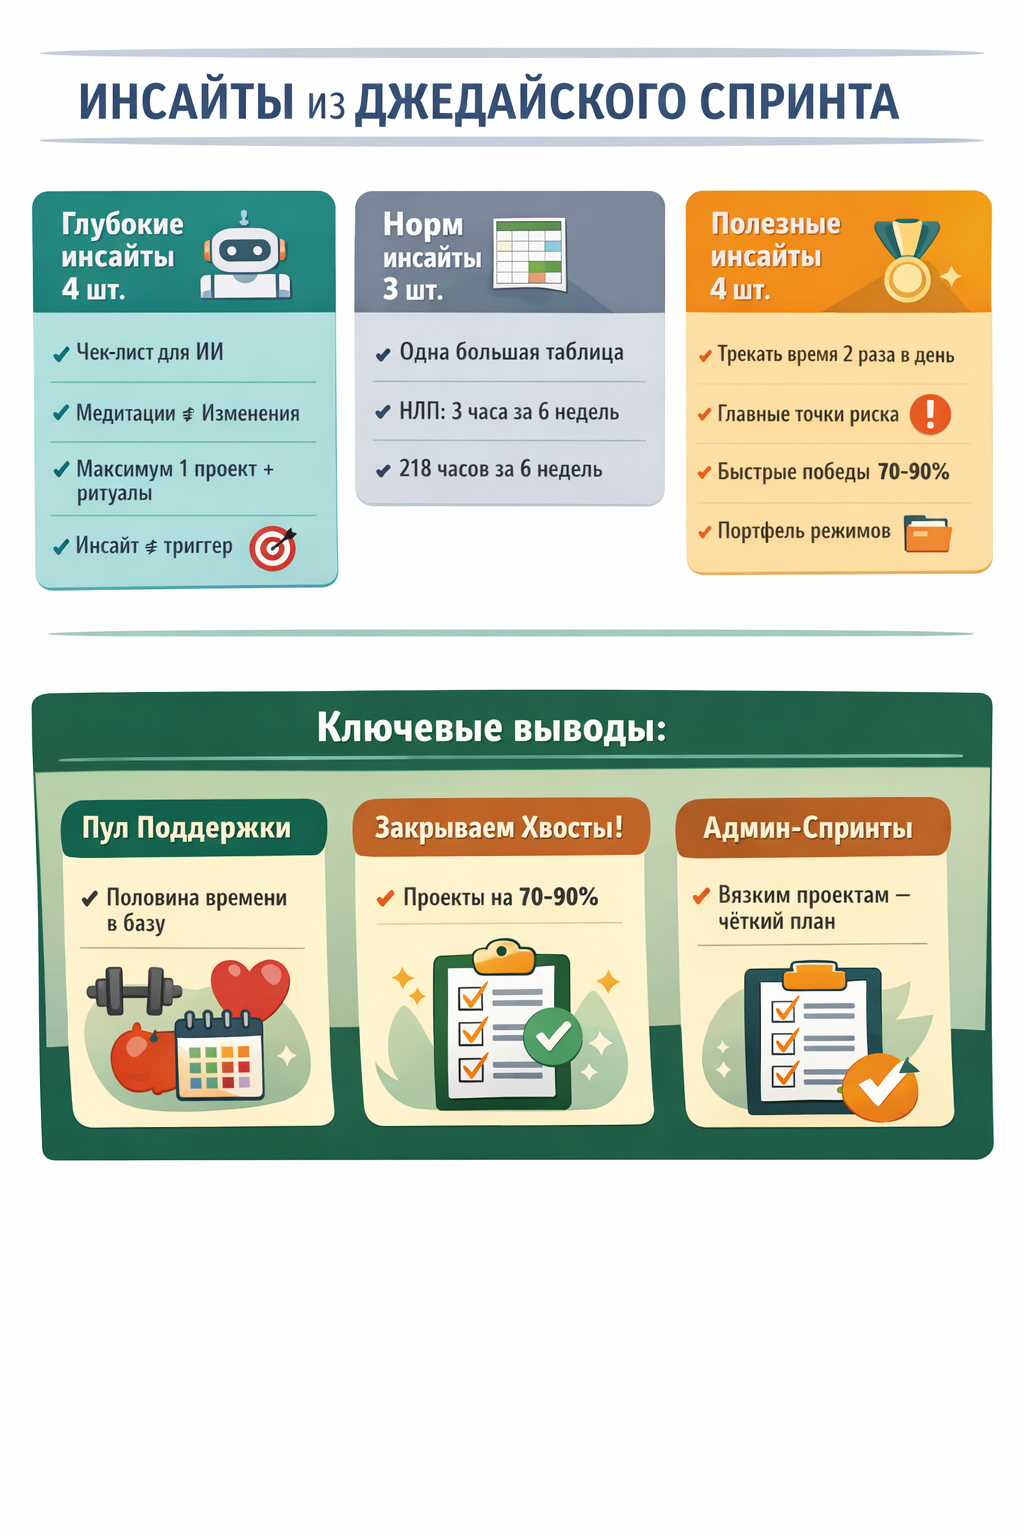 ИНСАЙТЫ из ДЖЕДАЙСКОГО СПРИНТА
Глубокие
инсайты
4 шт.
Чек-лист для ИИ
Медитации ≠ Изменения
Максимум 1 проект +
ритуалы
Инсайт ≠ триггер
Норм
инсайты
3 шт.
Одна большая таблица
НЛП: 3 часа за 6 недель
218 часов за 6 недель
Полезные
инсайты
4 шт.
Трекать время 2 раза в день
Главные точки риска
!
Быстрые победы 70-90%
Портфель режимов
Ключевые выводы:
Пул Поддержки
Половина времени
в базу
Закрываем Хвосты!
Проекты на 70-90%
Админ-Спринты
Вязким проектам –
чёткий план